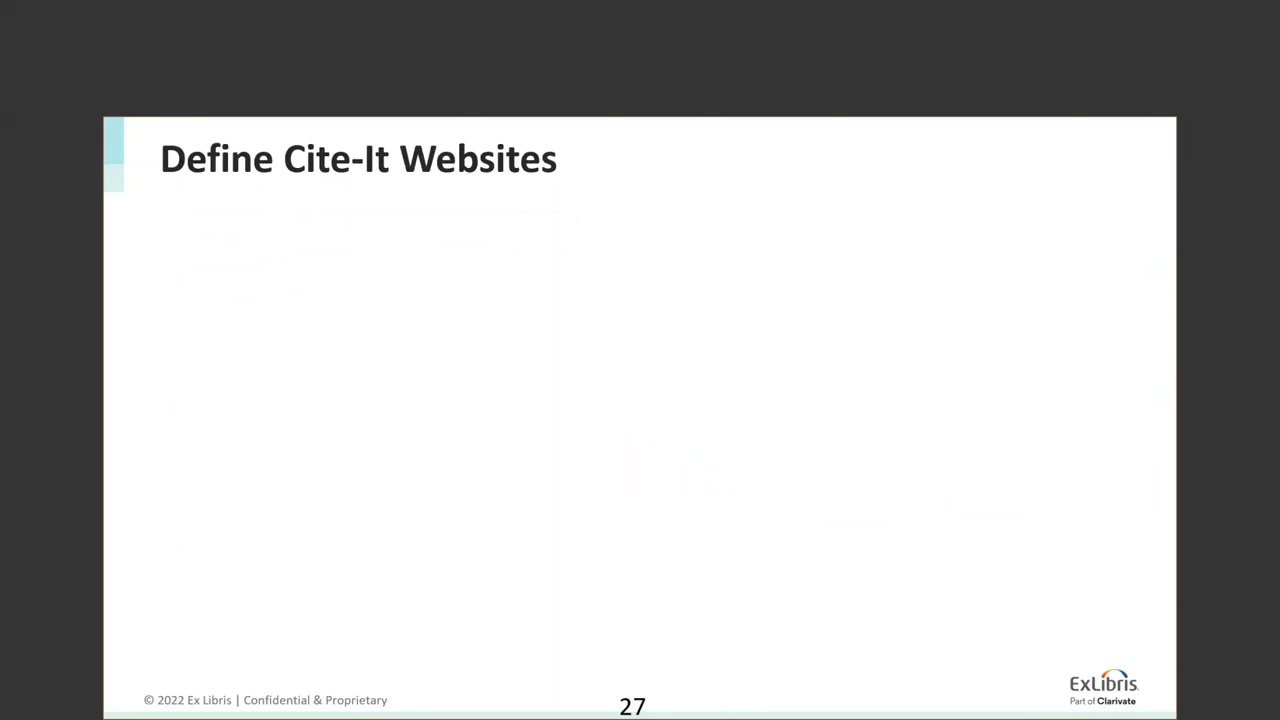 Define Cite-It Websites
© 2022 Ex Libris | Confidential & Proprietary
27
ExLibris
Part of Clarivate